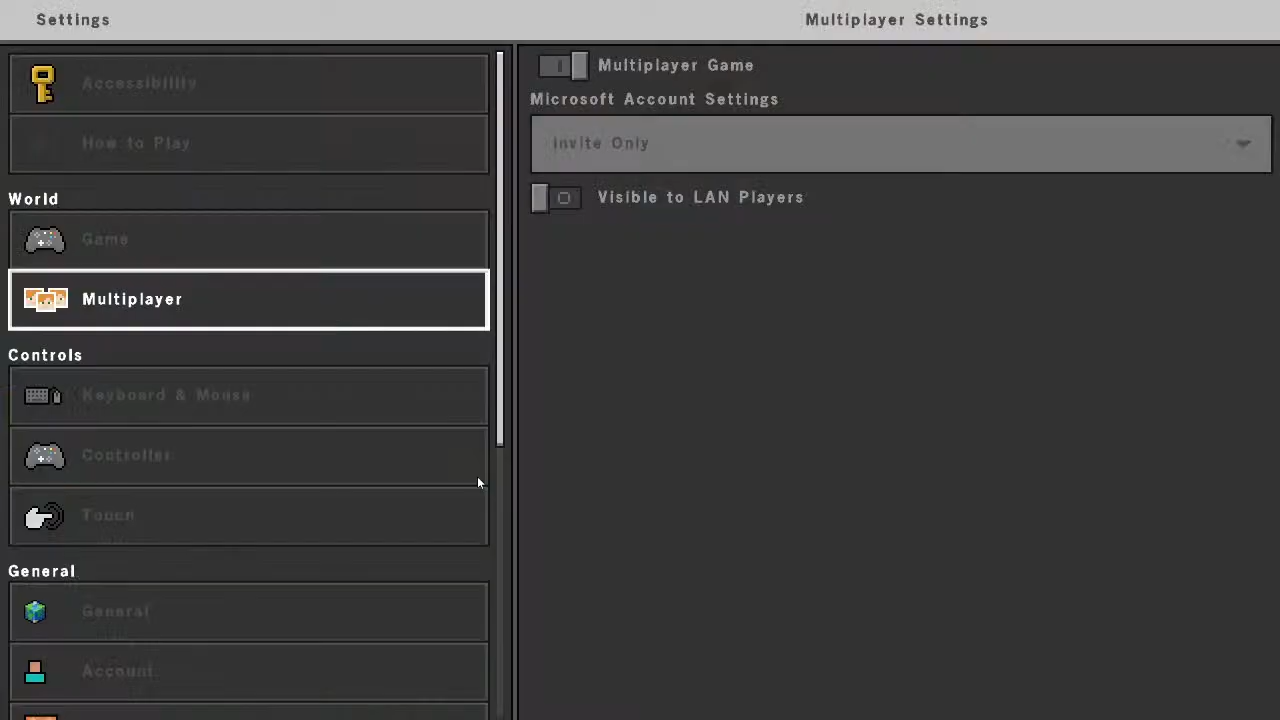 Settings
Multiplayer Settings
Accessibility
How to Play
World
Game
Multiplayer
Controls
Keyboard & Mouse
Controller
Touch
General
General
Account
Multiplayer Game
Microsoft Account Settings
Invite Only
Visible to LAN Players